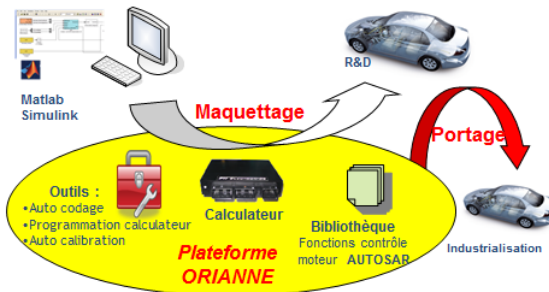 Matlab
Simulink
R&D
Maquettage
Portage
Outils :
•Auto codage
•Programmation calculateur
•Auto calibration
Calculateur
Bibliothèque
Fonctions contrôle
moteur AUTOSAR
Plateforme
ORIANNE
Industrialisation